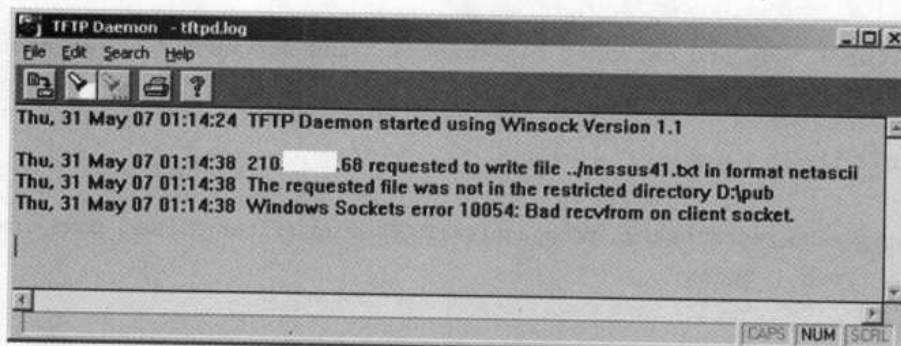 TFTP Daemon - tftpd.log
File Edit Search Help
Thu, 31 May 07 01:14:24 TFTP Daemon started using Winsock Version 1.1
Thu, 31 May 07 01:14:38 210. .68 requested to write file ../nessus41.txt in format netascii
Thu, 31 May 07 01:14:38 The requested file was not in the restricted directory D:\pub
Thu, 31 May 07 01:14:38 Windows Sockets error 10054: Bad recvfrom on client socket.
CAPS NUM SCRL